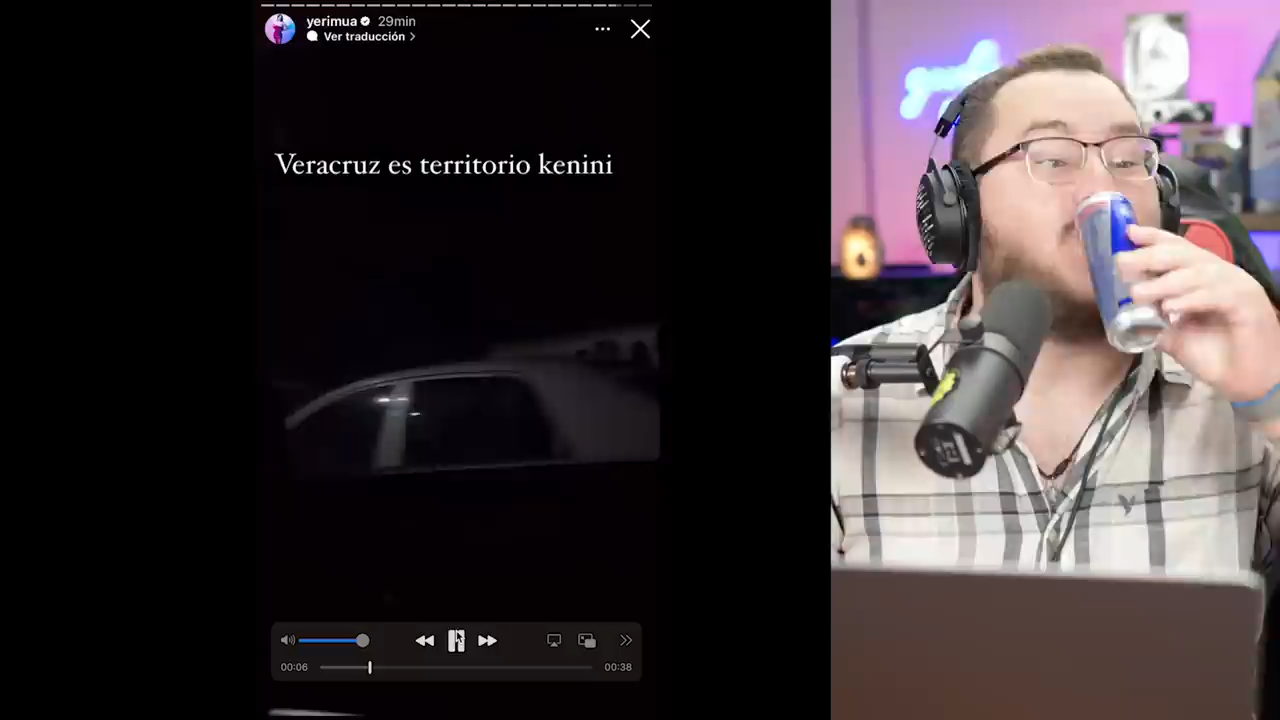 yerimua 29min
Ver traducción
Veracruz es territorio kenini
00:06 00:38